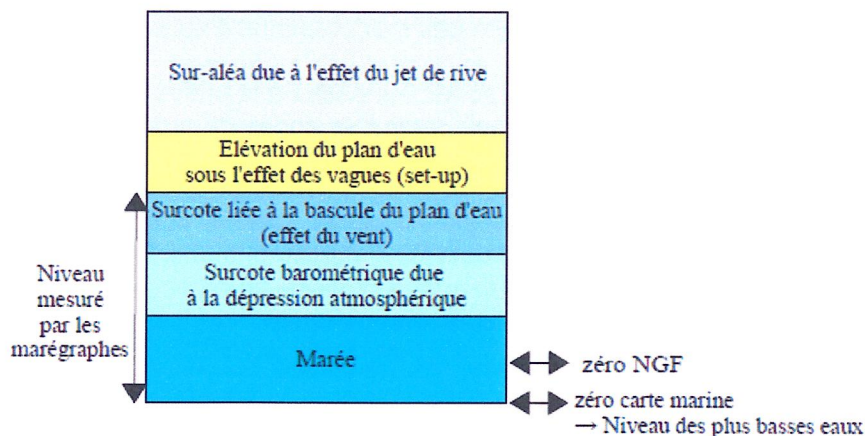 Sur-aléa due à l'effet du jet de rive
Elévation du plan d'eau
sous l'effet des vagues (set-up)
Surcote liée à la bascule du plan d'eau
(effet du vent)
Surcote barométrique due
à la dépression atmosphérique
Marée
Niveau
mesuré
par les
marégraphes
zéro NGF
zéro carte marine
→ Niveau des plus basses eaux